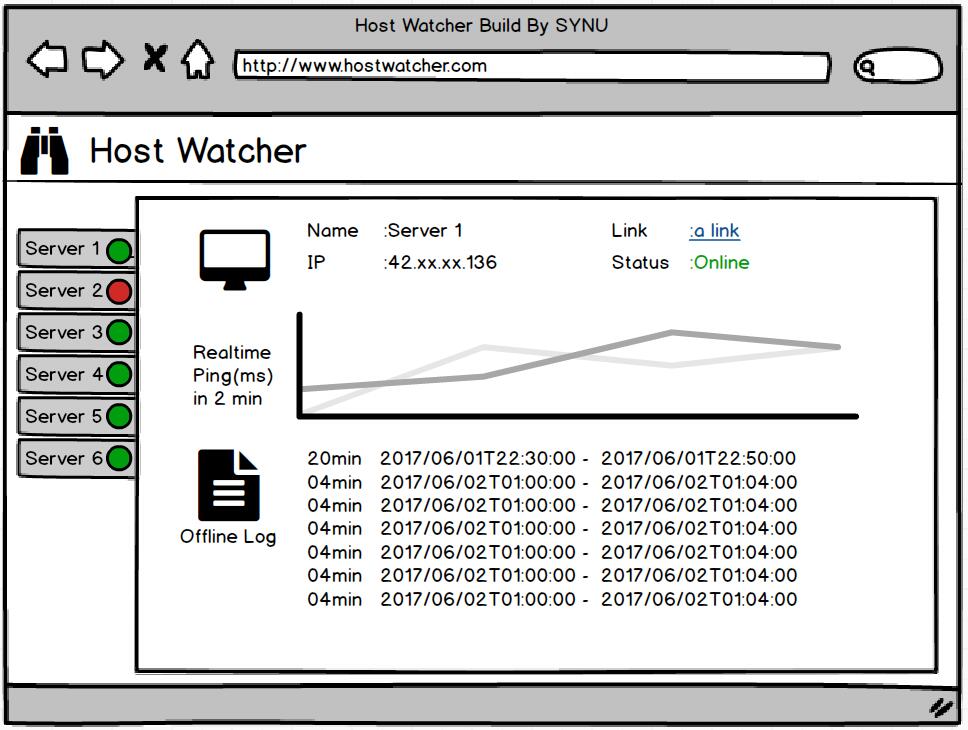 Host Watcher Build By SYNU
http://www.hostwatcher.com
Host Watcher
Server 1
Server 2
Server 3
Server 4
Server 5
Server 6
Name :Server 1 Link :a link
IP :42.xx.xx.136 Status :Online
Realtime
Ping(ms)
in 2 min
Offline Log
20min 2017/06/01T22:30:00 - 2017/06/01T22:50:00
04min 2017/06/02T01:00:00 - 2017/06/02T01:04:00
04min 2017/06/02T01:00:00 - 2017/06/02T01:04:00
04min 2017/06/02T01:00:00 - 2017/06/02T01:04:00
04min 2017/06/02T01:00:00 - 2017/06/02T01:04:00
04min 2017/06/02T01:00:00 - 2017/06/02T01:04:00
04min 2017/06/02T01:00:00 - 2017/06/02T01:04:00